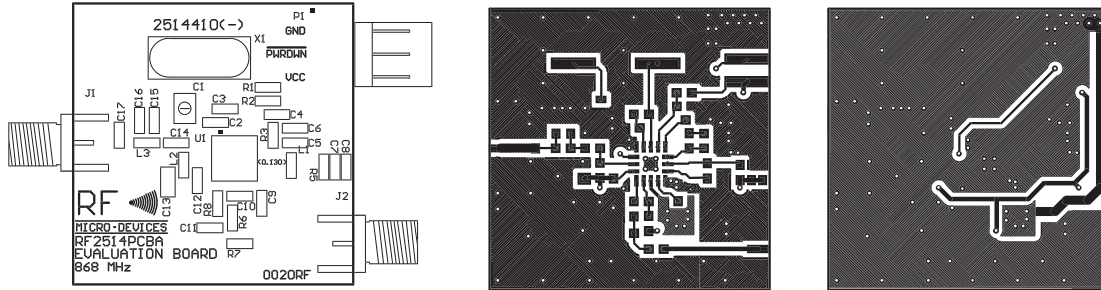 2514410(-)
P1
GND
X1
PWRDWN
VCC
R1
R2
J1
C17
C16
C15
C1
C3
C4
C2
C6
R3
C5
C14
U1
L3
L2
(0.130)
L1
C7
C8
R5
C13
C12
R8
C10
C9
J2
RF
C11
R6
R7
MICRO·DEVICES
RF2514PCBA
EVALUATION BOARD
868 MHz
0020RF